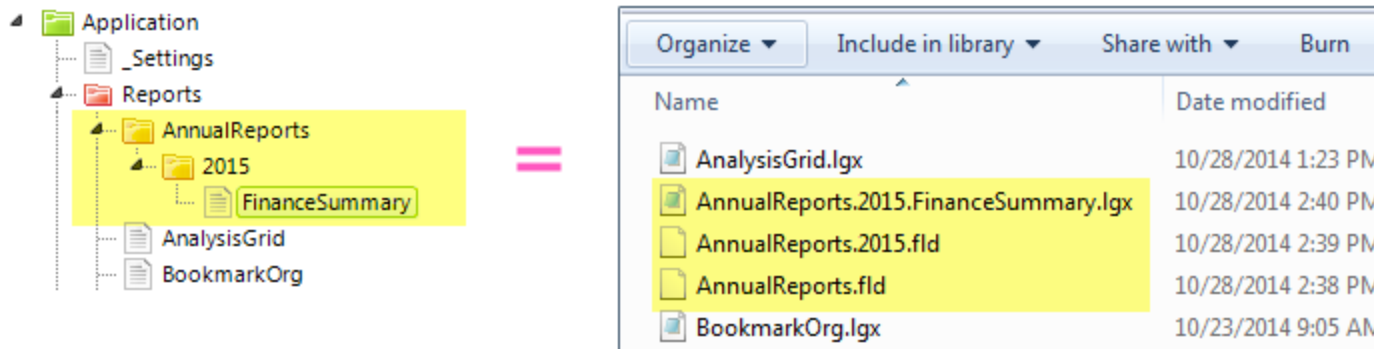 Application
_Settings
Reports
AnnualReports
2015
FinanceSummary
AnalysisGrid
BookmarkOrg
=
Organize Include in library Share with Burn
Name Date modified
AnalysisGrid.lgx 10/28/2014 1:23 PM
AnnualReports.2015.FinanceSummary.lgx 10/28/2014 2:40 PM
AnnualReports.2015.fld 10/28/2014 2:39 PM
AnnualReports.fld 10/28/2014 2:38 PM
BookmarkOrg.lgx 10/23/2014 9:05 AM